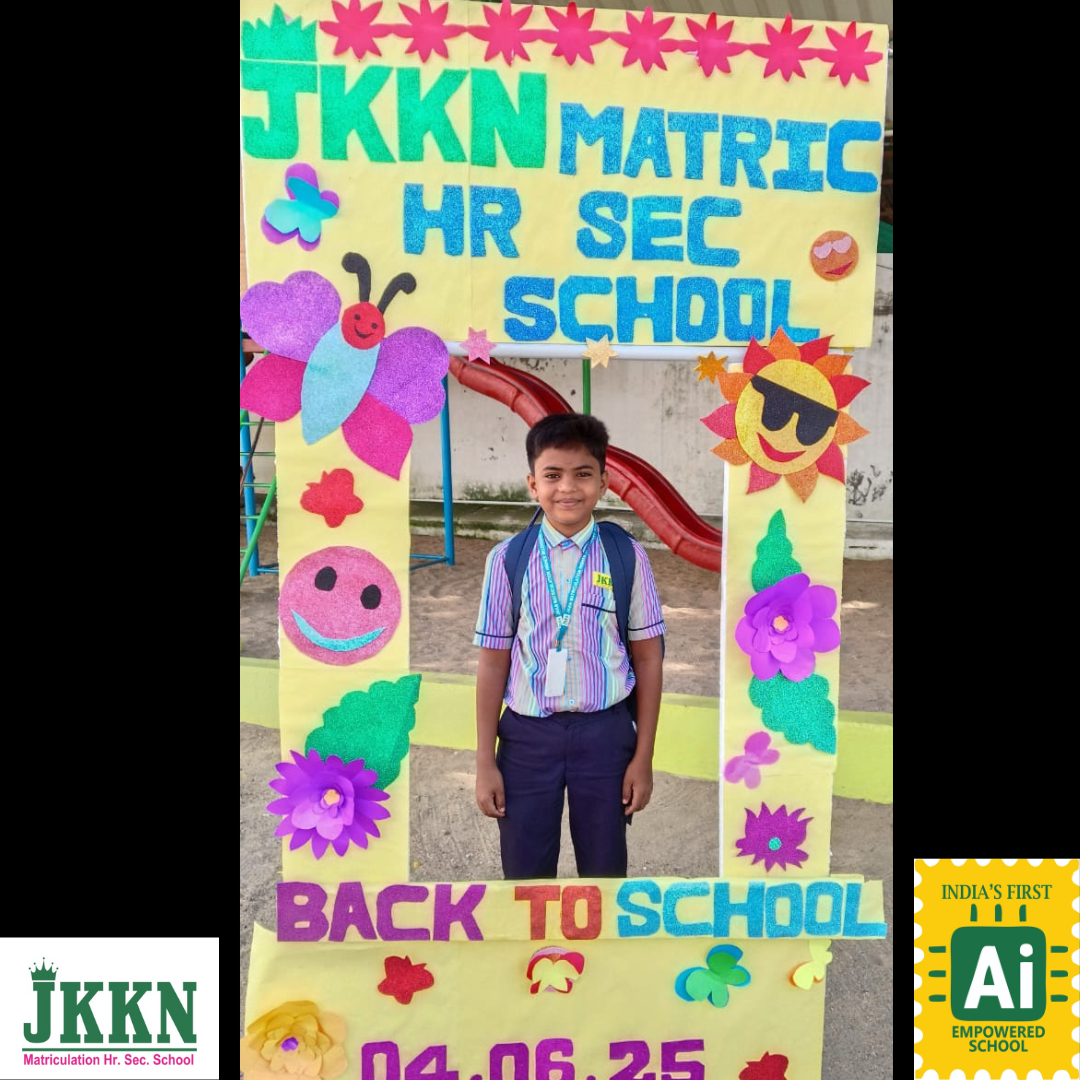 JKKN MATRIC
HR SEC
SCHOOL
BACK TO SCHOOL
04.06.25
JKKN
Matriculation Hr. Sec. School
INDIA'S FIRST
Ai
EMPOWERED
SCHOOL